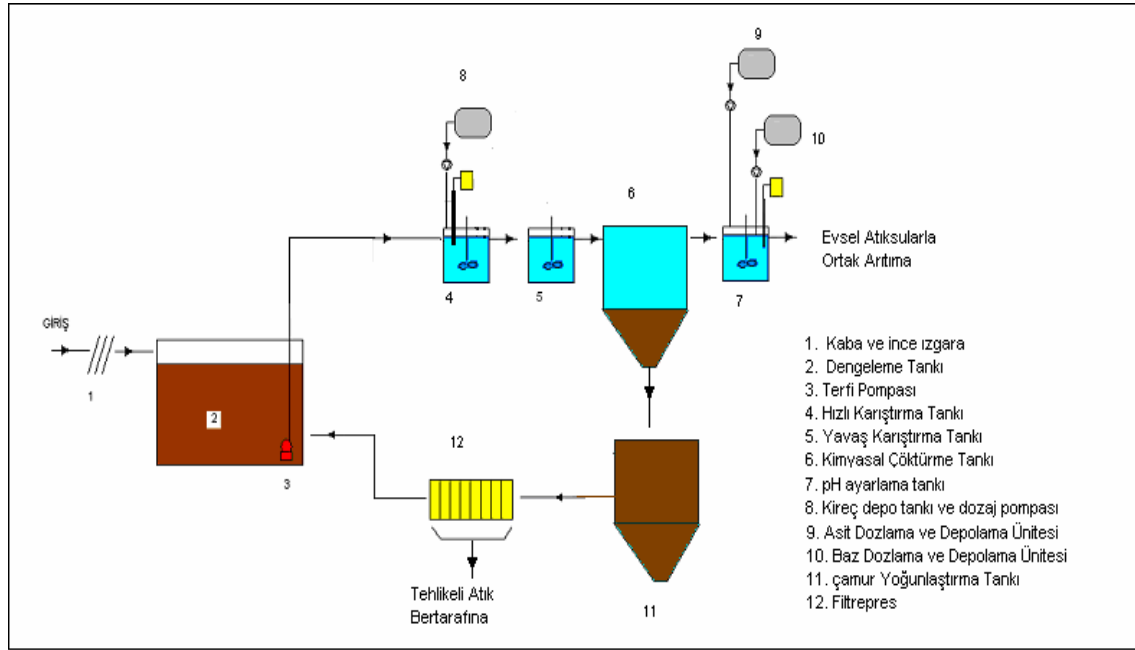 9
8
10
6
Evsel Atıksularla
Ortak Arıtıma
4
5
7
GİRİŞ
1
2
3
12
11
Tehlikeli Atık
Bertarafına
1. Kaba ve ince ızgara
2. Dengeleme Tankı
3. Terfi Pompası
4. Hızlı Karıştırma Tankı
5. Yavaş Karıştırma Tankı
6. Kimyasal Çöktürme Tankı
7. pH ayarlama tankı
8. Kireç depo tankı ve dozaj pompası
9. Asit Dozlama ve Depolama Ünitesi
10. Baz Dozlama ve Depolama Ünitesi
11. çamur Yoğunlaştırma Tankı
12. Filtrepres